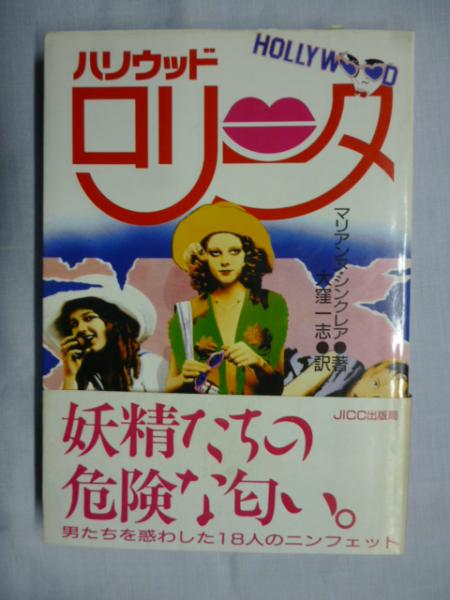 HOLLYWOOD
ハリウッド
ロリータ
マリアンヌ・シンクレア●著
大窪一志●訳
JICC出版局
妖精たちの
危険な匂い。
男たちを惑わした18人のニンフェット